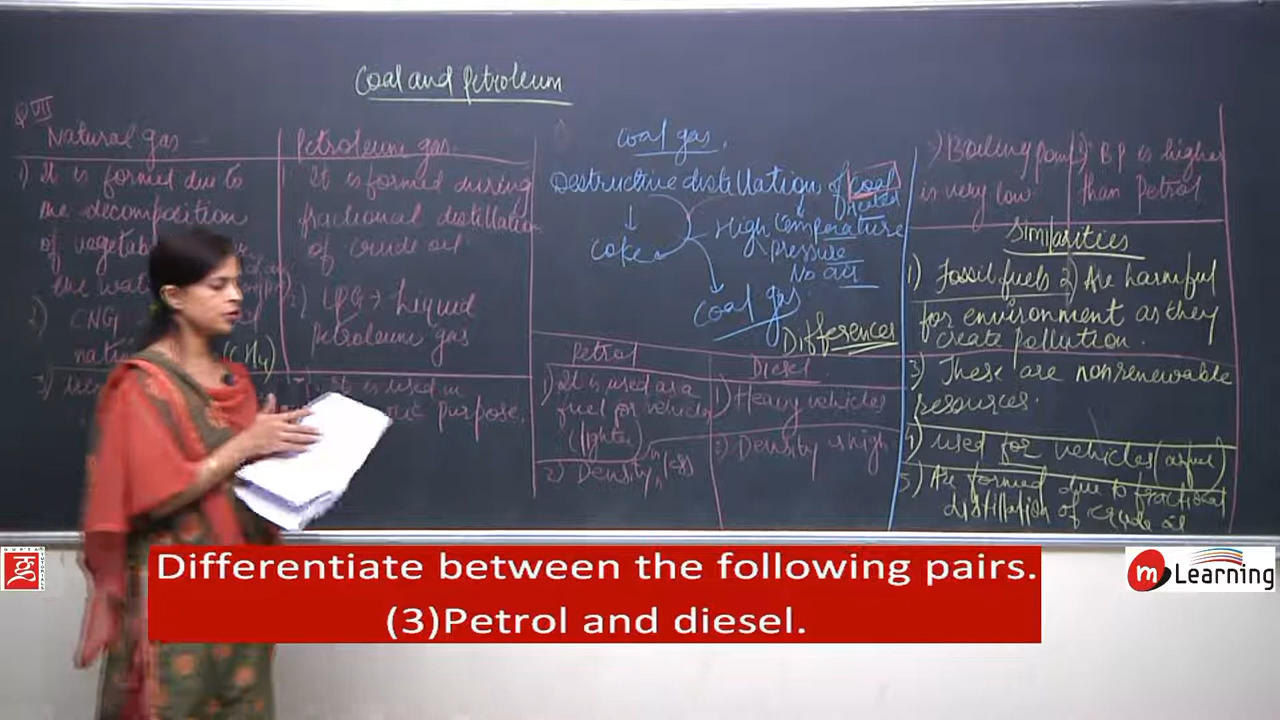 Coal and Petroleum
Q VII
Natural gas
1) It is formed due to
the decomposition
of
the
2) CNG
(CH4)
3)
Petroleum gas.
1. It is formed during
fractional distillation
of crude oil
2) LPG → Liquid
petroleum gas
It is used in
purpose.
Coal gas.
Destructive distillation of Coal
heated
↓
Coke
High temperature
pressure
No air
Coal gas.
Differences
Petrol
1) It is used as a
fuel for vehicles
(lighter)
2) Density is less
Diesel
1) Heavy vehicles
2) Density is high
3) Boiling point
is very low
3) BP is higher
than Petrol
Similarities
1) Fossil fuels 2) Are harmful
for environment as they
create pollution.
3) These are nonrenewable
resources.
4) used for vehicles (as fuel)
5) Are formed due to fractional
distillation of crude oil
Differentiate between the following pairs.
(3)Petrol and diesel.
m
Learning